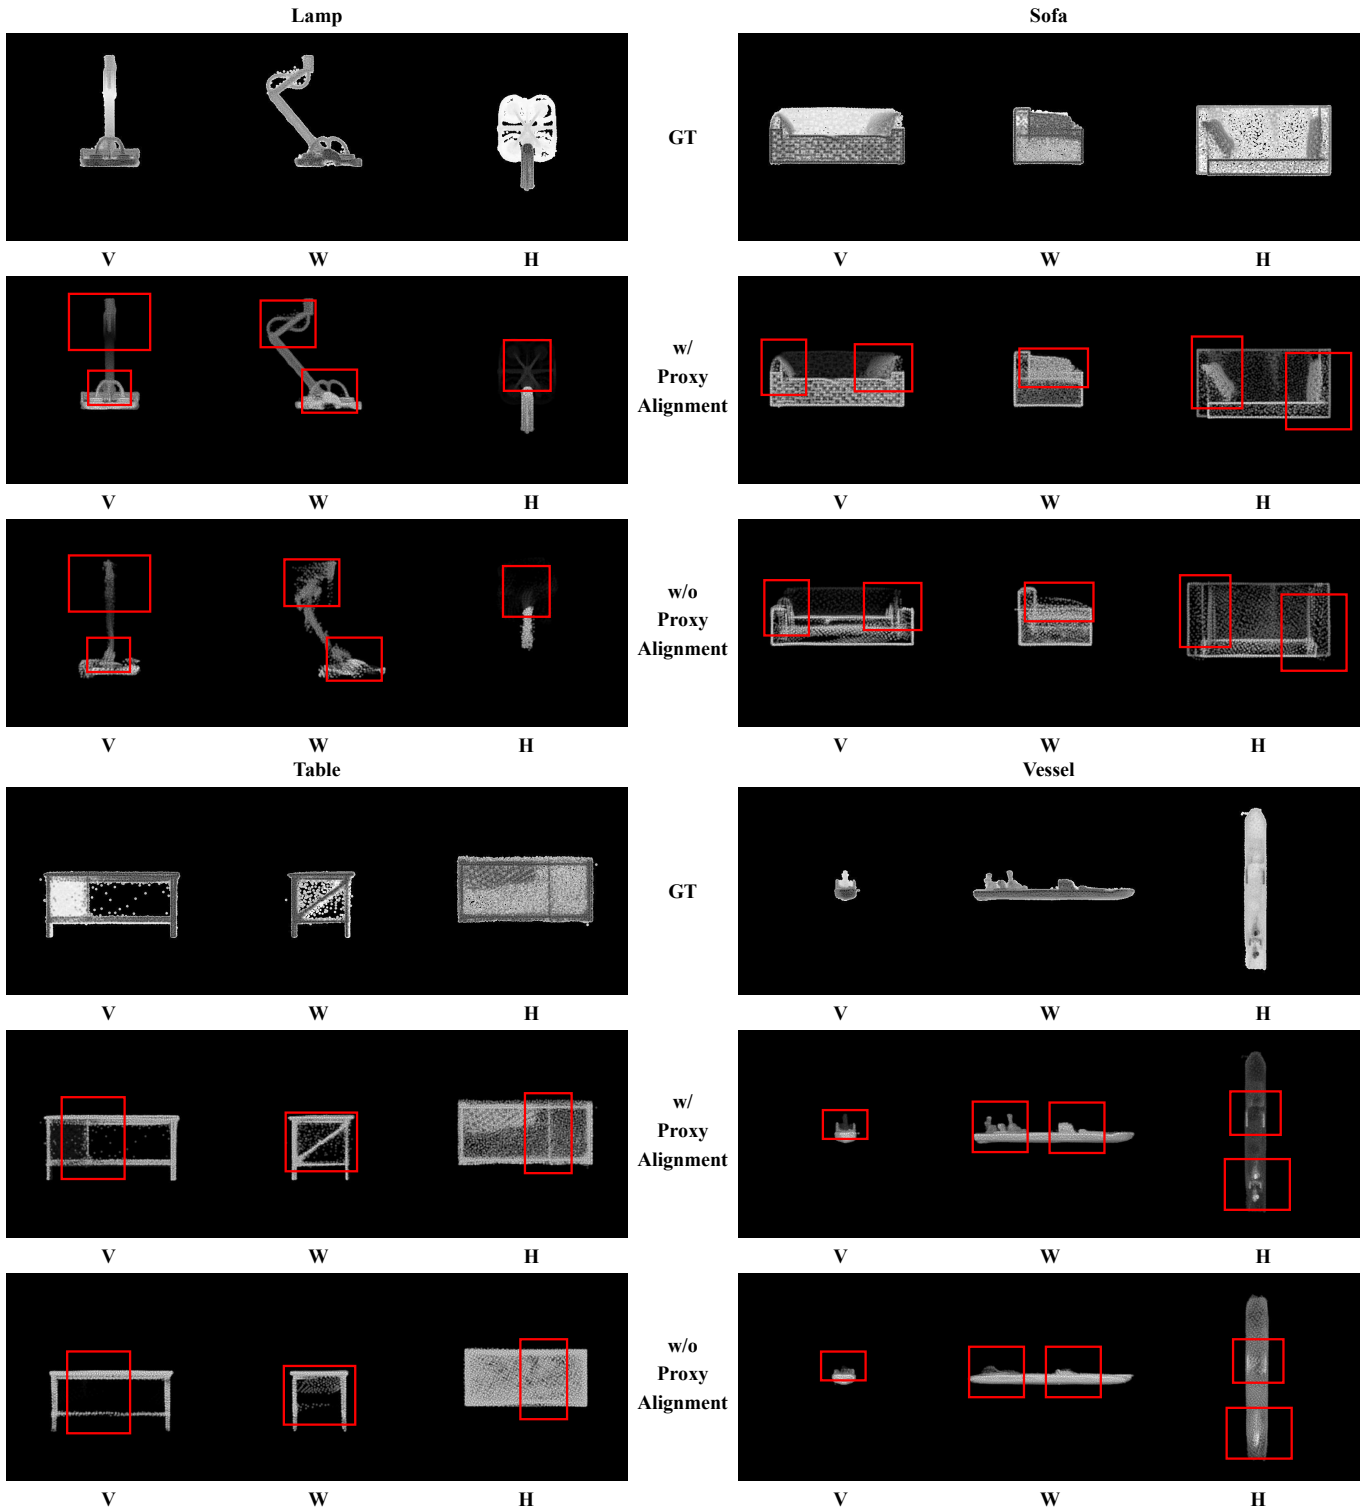 Lamp
Sofa
GT
V W H
V W H
w/
Proxy
Alignment
V W H
V W H
w/o
Proxy
Alignment
V W H
V W H
Table
Vessel
GT
V W H
V W H
w/
Proxy
Alignment
V W H
V W H
w/o
Proxy
Alignment
V W H
V W H